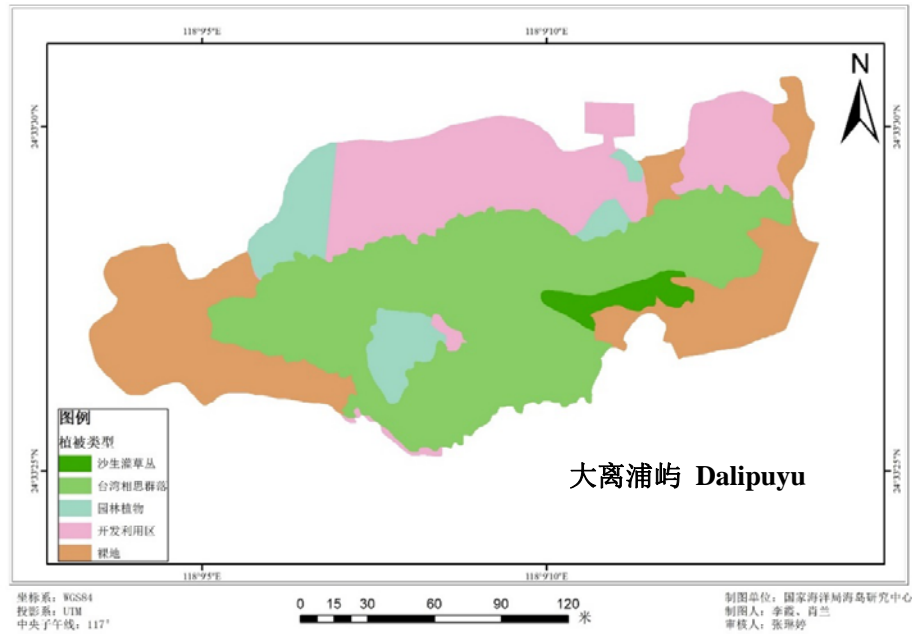 118°9'5"E 118°9'10"E
N
24°33'30"N 24°33'30"N
大离浦屿 Dalipuyu
图例
植被类型
沙生灌草丛
台湾相思群落
园林植物
开发利用区
裸地
24°33'25"N 24°33'25"N
118°9'5"E 118°9'10"E
坐标系：WGS84
投影系：UTM
中央子午线：117°
0 15 30 60 90 120
米
制图单位：国家海洋局海岛研究中心
制图人：李霞、肖兰
审核人：张琳婷